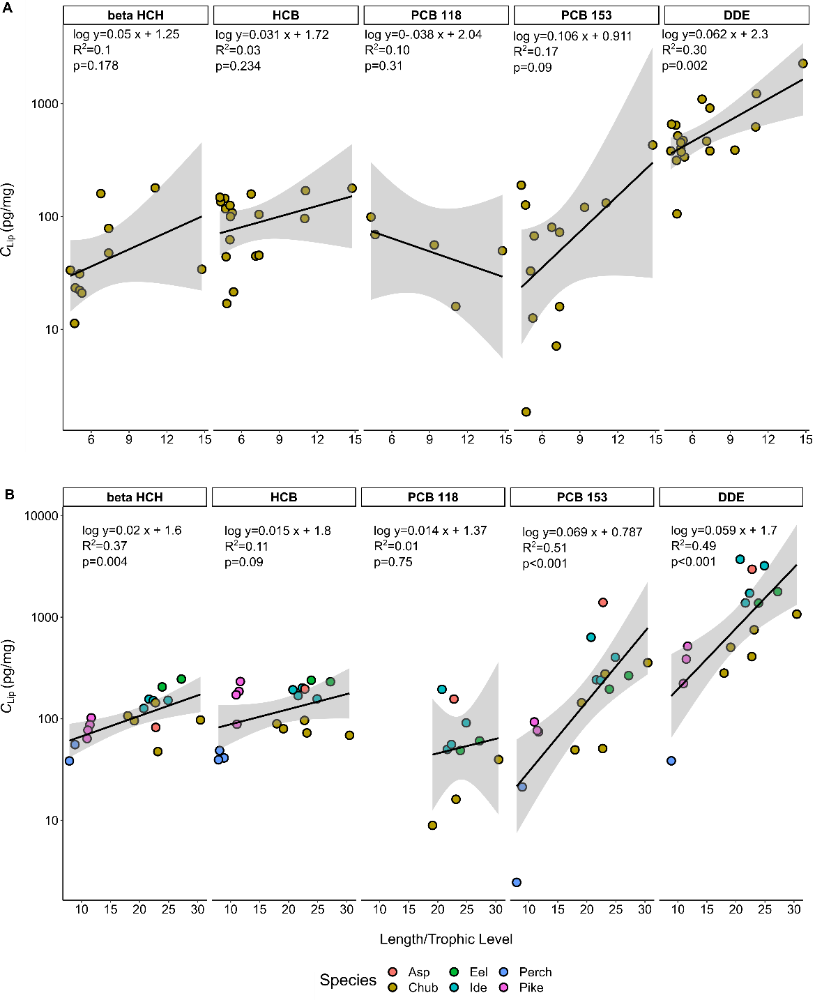 A
beta HCH HCB PCB 118 PCB 153 DDE
log y=0.05 x + 1.25 log y=0.031 x + 1.72 log y=0-.038 x + 2.04 log y=0.106 x + 0.911 log y=0.062 x + 2.3
R²=0.1 R²=0.03 R²=0.10 R²=0.17 R²=0.30
p=0.178 p=0.234 p=0.31 p=0.09 p=0.002
1000
100
10
C Lip (pg/mg)
6 9 12 15 6 9 12 15 6 9 12 15 6 9 12 15 6 9 12 15
B
beta HCH HCB PCB 118 PCB 153 DDE
10000
log y=0.02 x + 1.6 log y=0.015 x + 1.8 log y=0.014 x + 1.37 log y=0.069 x + 0.787 log y=0.059 x + 1.7
R²=0.37 R²=0.11 R²=0.01 R²=0.51 R²=0.49
p=0.004 p=0.09 p=0.75 p<0.001 p<0.001
1000
100
10
C Lip (pg/mg)
10 15 20 25 30 10 15 20 25 30 10 15 20 25 30 10 15 20 25 30 10 15 20 25 30
Length/Trophic Level
Species
Asp Eel Perch
Chub Ide Pike